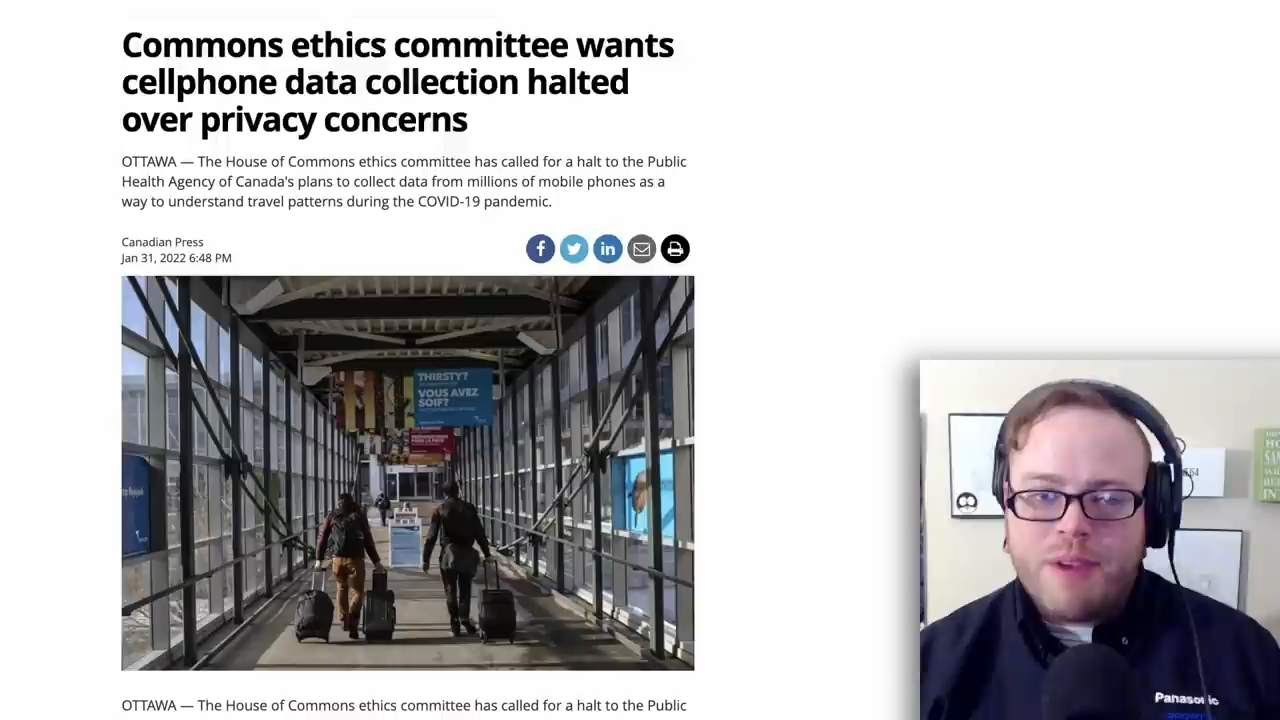 Commons ethics committee wants
cellphone data collection halted
over privacy concerns
OTTAWA — The House of Commons ethics committee has called for a halt to the Public
Health Agency of Canada's plans to collect data from millions of mobile phones as a
way to understand travel patterns during the COVID-19 pandemic.
Canadian Press
Jan 31, 2022 6:48 PM
THIRSTY?
VOUS AVEZ
SOIF?
Panasonic
OTTAWA — The House of Commons ethics committee has called for a halt to the Public